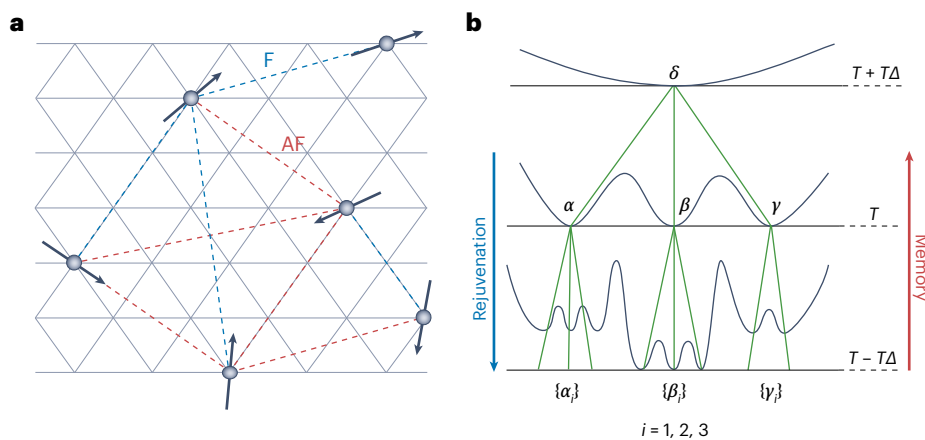 a
F
AF
b
δ
T + TΔ
α
β
γ
T
Rejuvenation
Memory
T − TΔ
{αᵢ}
{βᵢ}
{γᵢ}
i = 1, 2, 3